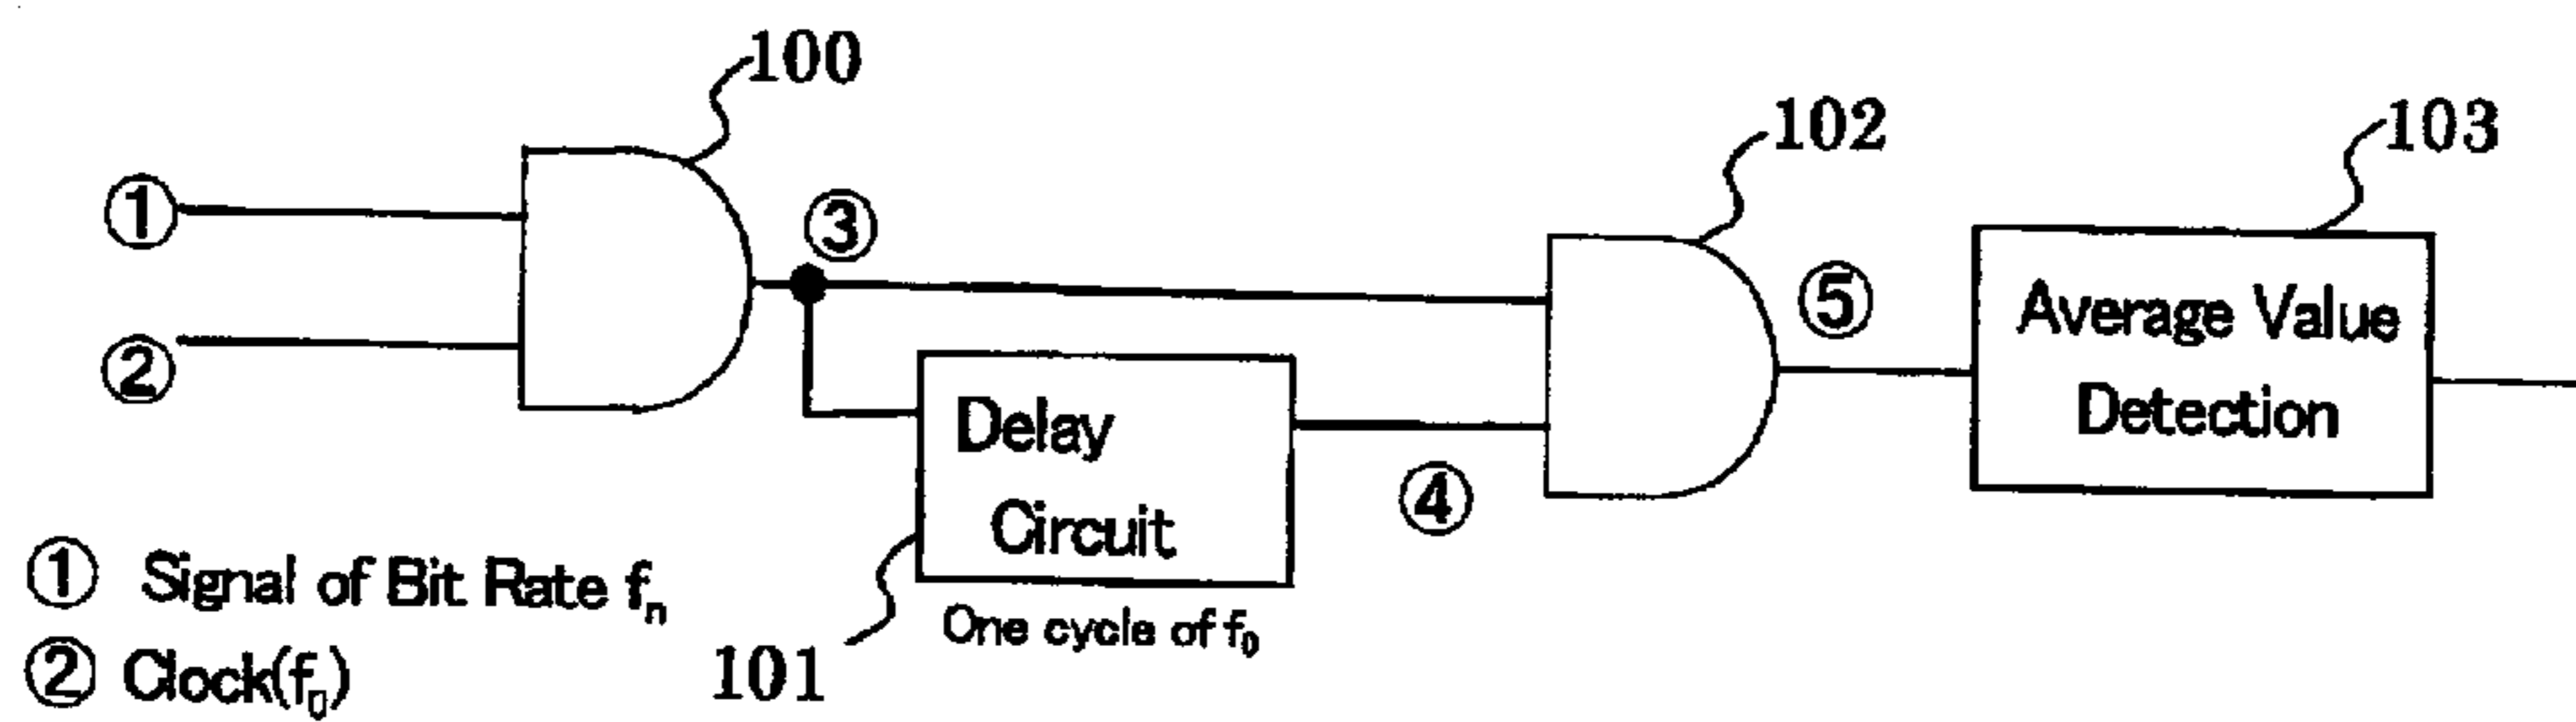 100
102
103
①
③
⑤
Average Value
Detection
②
Delay
Circuit
④
① Signal of Bit Rate fₙ
One cycle of f₀
101
② Clock(f₀)